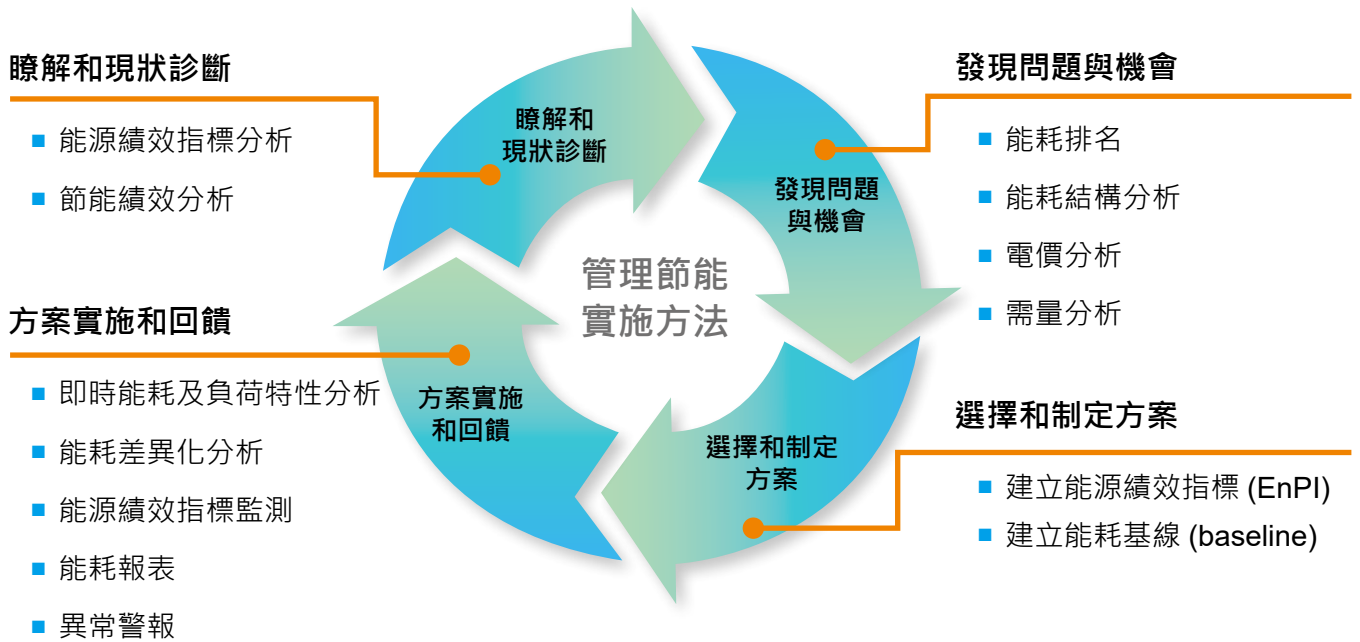 瞭解和現狀診斷
能源績效指標分析
節能績效分析
瞭解和
現狀診斷
發現問題與機會
能耗排名
能耗結構分析
電價分析
需量分析
發現問題
與機會
管理節能
實施方法
選擇和制定方案
建立能源績效指標 (EnPI)
建立能耗基線 (baseline)
選擇和制定
方案
方案實施和回饋
即時能耗及負荷特性分析
能耗差異化分析
能源績效指標監測
能耗報表
異常警報
方案實施
和回饋